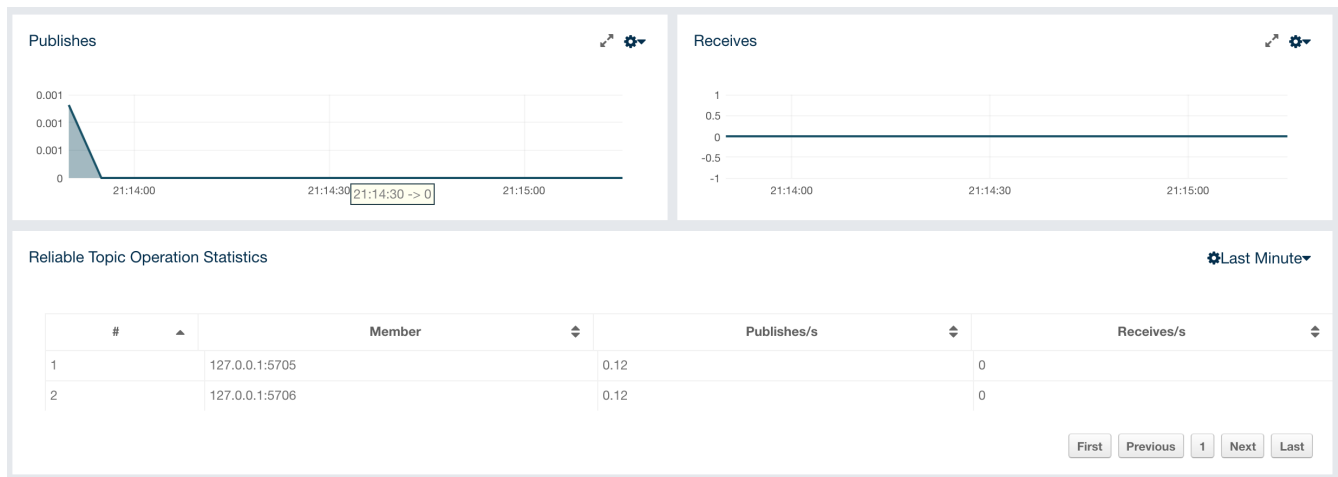 Publishes
0.001
0.001
0.001
0
21:14:00
21:14:30
21:14:30 -> 0
21:15:00
Receives
1
0.5
0
-0.5
-1
21:14:00
21:14:30
21:15:00
Reliable Topic Operation Statistics
Last Minute
# Member Publishes/s Receives/s
1 127.0.0.1:5705 0.12 0
2 127.0.0.1:5706 0.12 0
First Previous 1 Next Last